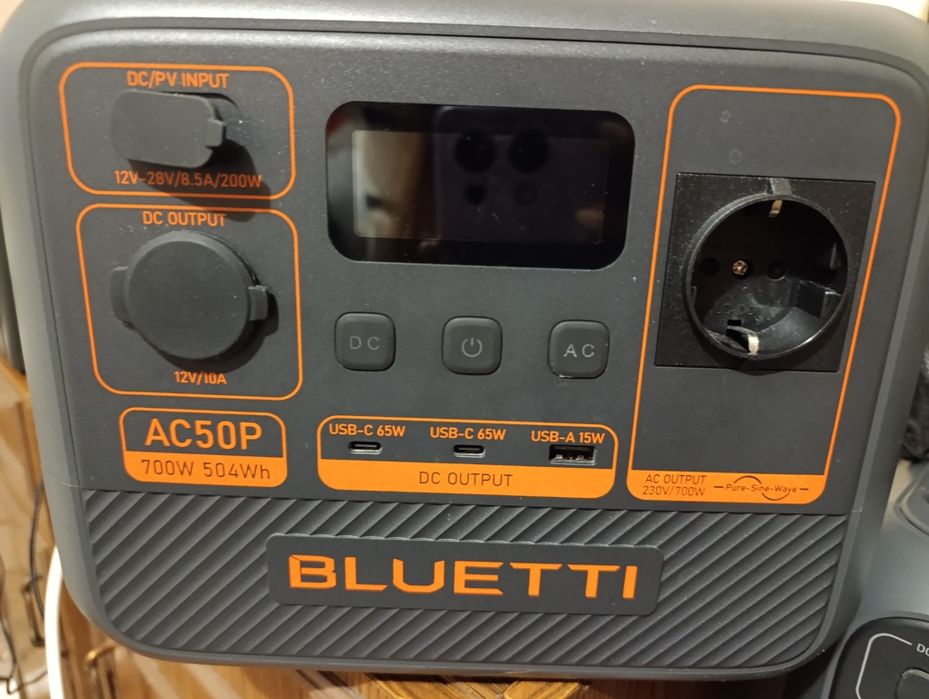 DC/PV INPUT
12V-28V/8.5A/200W
DC OUTPUT
12V/10A
AC50P
700W 504Wh
DC
AC
USB-C 65W
USB-C 65W
USB-A 15W
DC OUTPUT
AC OUTPUT
230V/700W
Pure-Sine-Wave
BLUETTI
DC